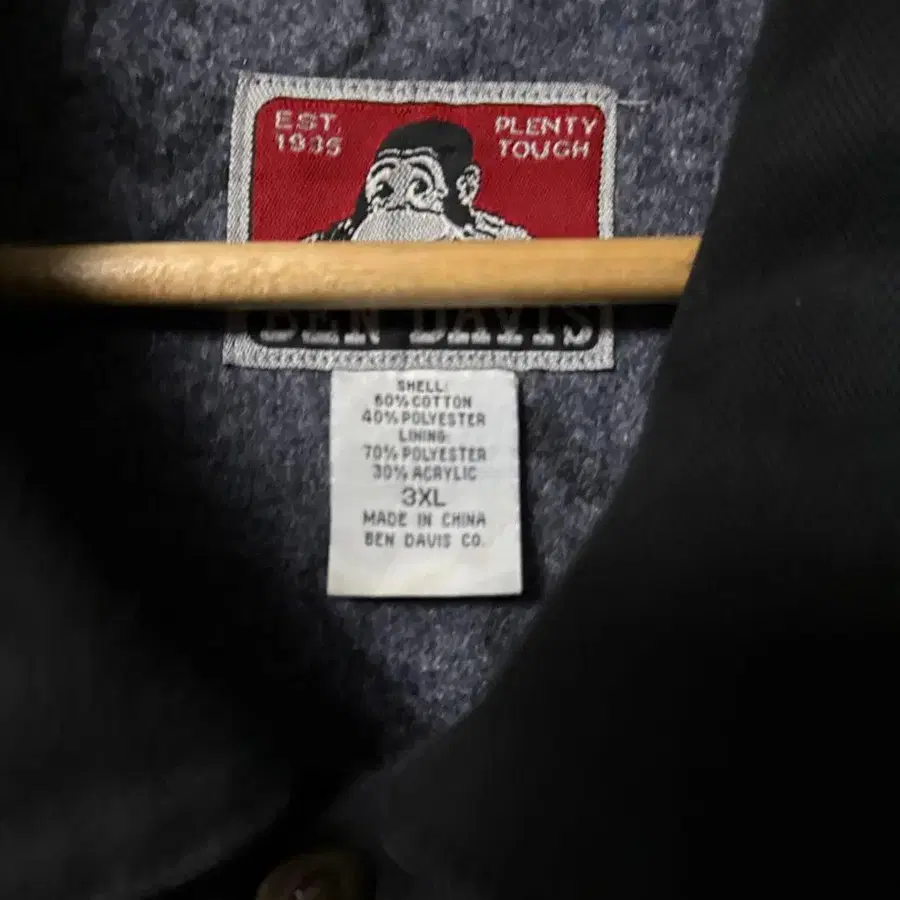 EST. PLENTY
1935 TOUGH
BEN DAVIS
SHELL:
60% COTTON
40% POLYESTER
LINING:
70% POLYESTER
30% ACRYLIC
3XL
MADE IN CHINA
BEN DAVIS CO.